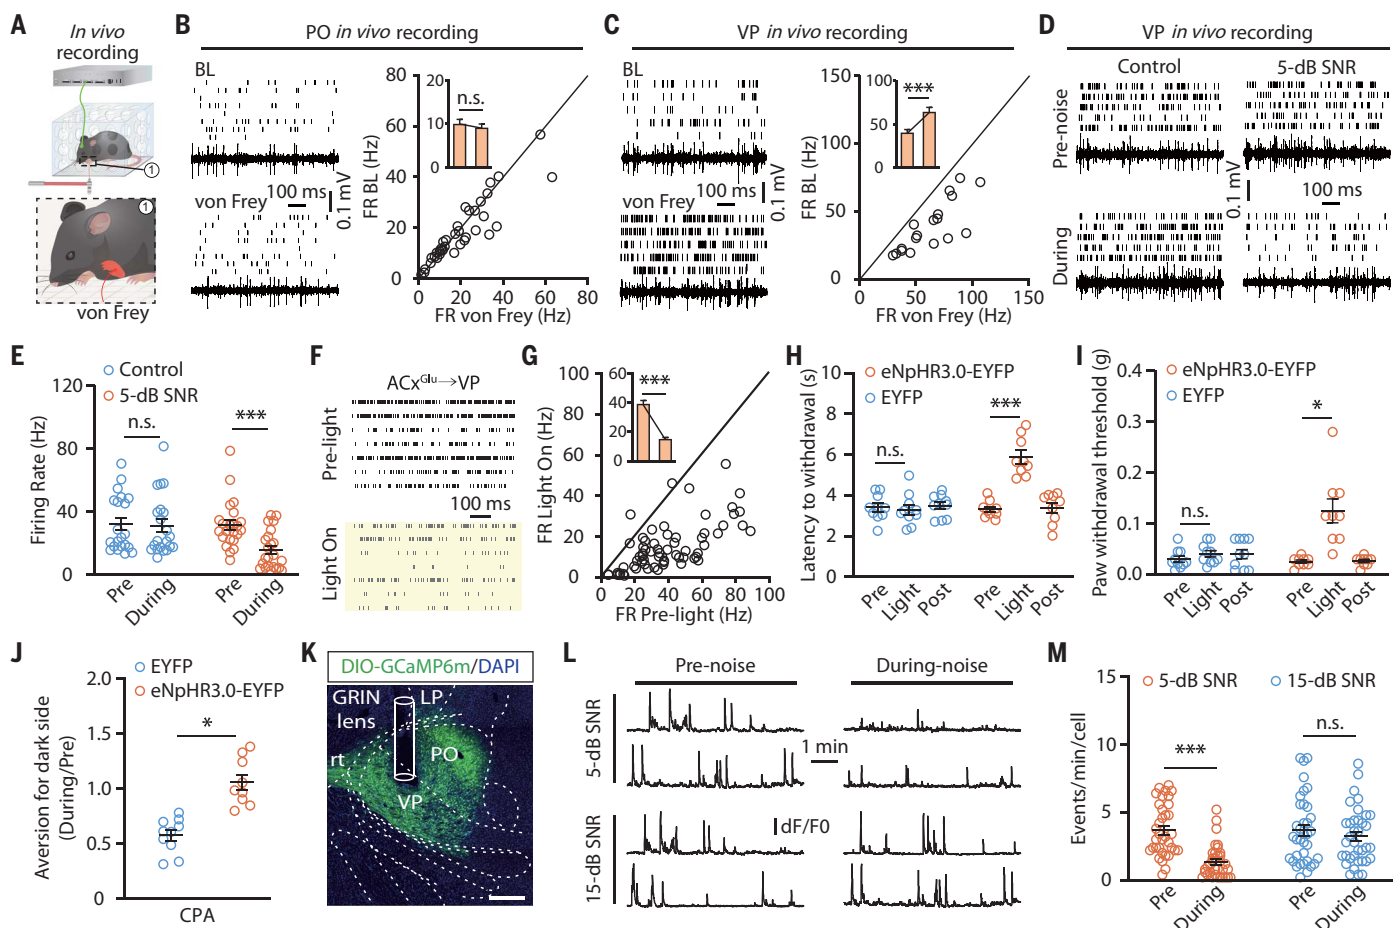 A
In vivo
recording
1
1
von Frey
B
PO in vivo recording
BL
von Frey
100 ms
0.1 mV
80
60
40
20
0
FR BL (Hz)
20
10
0
n.s.
0 20 40 60 80
FR von Frey (Hz)
C
VP in vivo recording
BL
von Frey
100 ms
0.1 mV
150
100
50
0
FR BL (Hz)
100
50
0
***
0 50 100 150
FR von Frey (Hz)
D
VP in vivo recording
Control 5-dB SNR
Pre-noise
During
0.1 mV
100 ms
E
Control
5-dB SNR
120
80
40
0
Firing Rate (Hz)
n.s. ***
Pre During Pre During
F
ACxGlu→VP
Pre-light
100 ms
Light On
G
100
80
60
40
20
0
FR Light On (Hz)
60
40
20
0
***
0 20 40 60 80 100
FR Pre-light (Hz)
H
eNpHR3.0-EYFP
EYFP
10
8
6
4
2
0
Latency to withdrawal (s)
n.s. ***
Pre Light Post Pre Light Post
I
eNpHR3.0-EYFP
EYFP
0.4
0.3
0.2
0.1
0.0
Paw withdrawal threshold (g)
n.s. *
Pre Light Post Pre Light Post
J
EYFP
eNpHR3.0-EYFP
2.0
1.5
1.0
0.5
0
Aversion for dark side
(During/Pre)
*
CPA
K
DIO-GCaMP6m/DAPI
GRIN
lens
LP
PO
rt
VP
L
Pre-noise During-noise
5-dB SNR
1 min
15-dB SNR
dF/F0
M
5-dB SNR 15-dB SNR
15
10
5
0
Events/min/cell
*** n.s.
Pre During Pre During